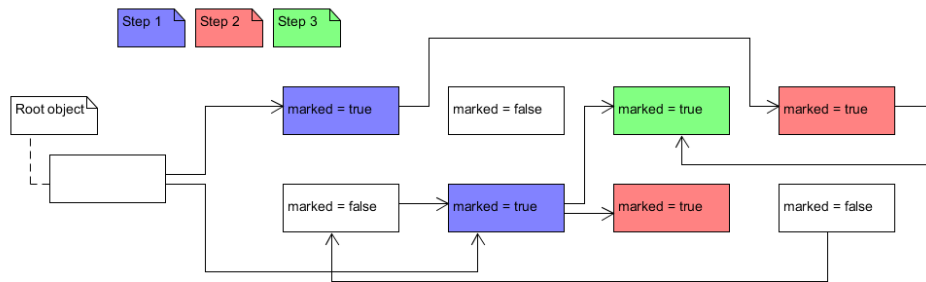 Step 1
Step 2
Step 3
Root object
marked = true
marked = false
marked = true
marked = true
marked = false
marked = true
marked = true
marked = false